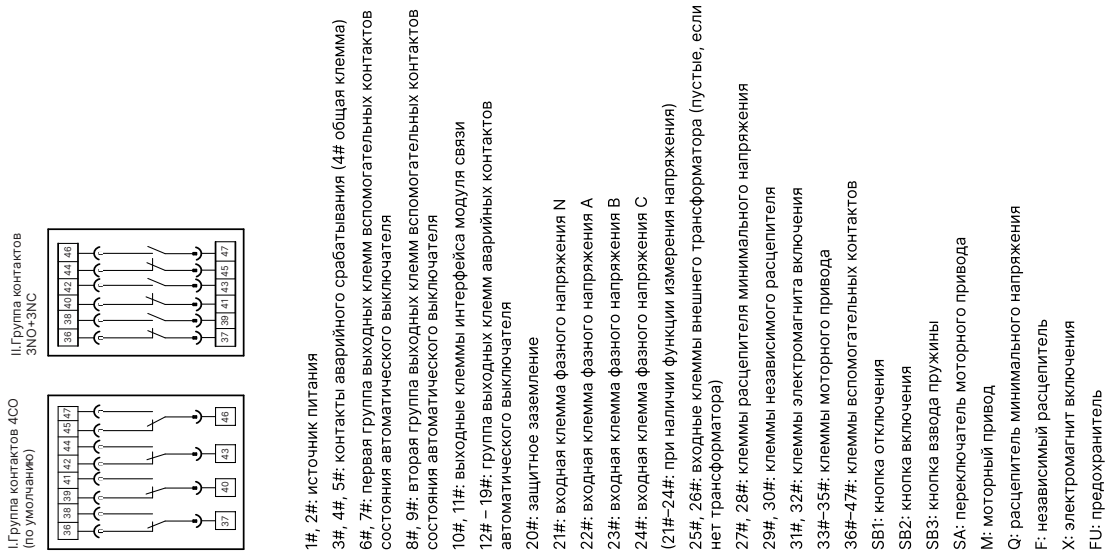 I.Группа контактов 4CO
(по умолчанию)
36 38 39 41 42 44 45 47
37 40 43 46
II.Группа контактов
3NO+3NC
36 38 40 42 44 46
37 39 41 43 45 47
1#, 2#: источник питания
3#, 4#, 5#: контакты аварийного срабатывания (4# общая клемма)
6#, 7#: первая группа выходных клемм вспомогательных контактов
состояния автоматического выключателя
8#, 9#: вторая группа выходных клемм вспомогательных контактов
состояния автоматического выключателя
10#, 11#: выходные клеммы интерфейса модуля связи
12# – 19#: группа выходных клемм аварийных контактов
автоматического выключателя
20#: защитное заземление
21#: входная клемма фазного напряжения N
22#: входная клемма фазного напряжения A
23#: входная клемма фазного напряжения B
24#: входная клемма фазного напряжения C
(21#–24#: при наличии функции измерения напряжения)
25#, 26#: входные клеммы внешнего трансформатора (пустые, если
нет трансформатора)
27#, 28#: клеммы расцепителя минимального напряжения
29#, 30#: клеммы независимого расцепителя
31#, 32#: клеммы электромагнита включения
33#–35#: клеммы моторного привода
36#–47#: клеммы вспомогательных контактов
SB1: кнопка отключения
SB2: кнопка включения
SB3: кнопка взвода пружины
SA: переключатель моторного привода
M: моторный привод
Q: расцепитель минимального напряжения
F: независимый расцепитель
X: электромагнит включения
FU: предохранитель